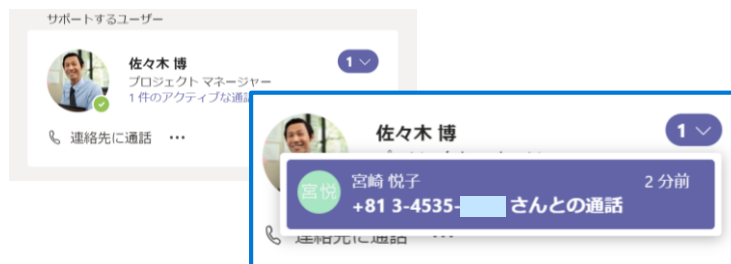 サポートするユーザー
佐々木 博
1
プロジェクト マネージャー
1 件のアクティブな通話
連絡先に通話 ···
佐々木 博
1
宮悦
宮崎 悦子
2 分前
+81 3-4535- さんとの通話
連絡先に通話